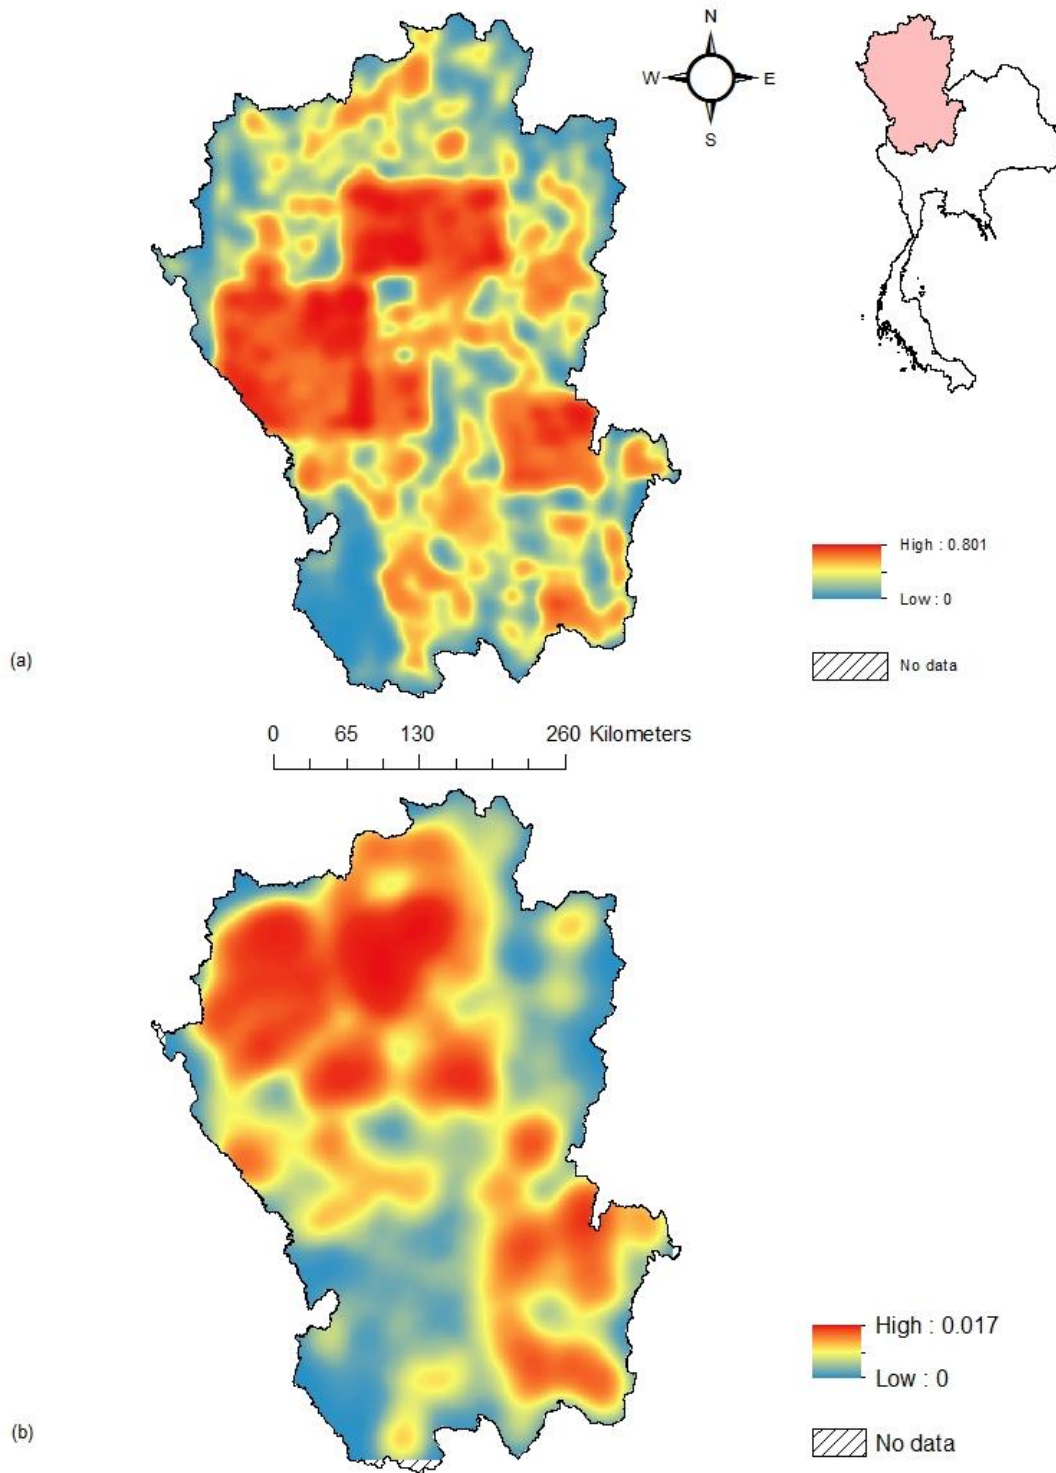 N
W E
S
High : 0.801
Low : 0
No data
(a)
0 65 130 260 Kilometers
High : 0.017
Low : 0
No data
(b)